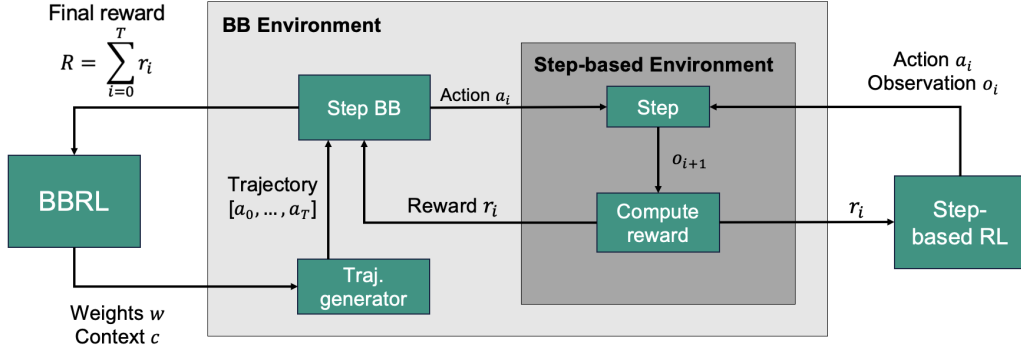 Final reward
R = \sum_{i=0}^{T} r_i
BB Environment
Step-based Environment
Step BB
Action a_i
Step
Action a_i
Observation o_i
o_{i+1}
BBRL
Trajectory
[a_0, ..., a_T]
Reward r_i
Compute
reward
r_i
Step-
based RL
Traj.
generator
Weights w
Context c